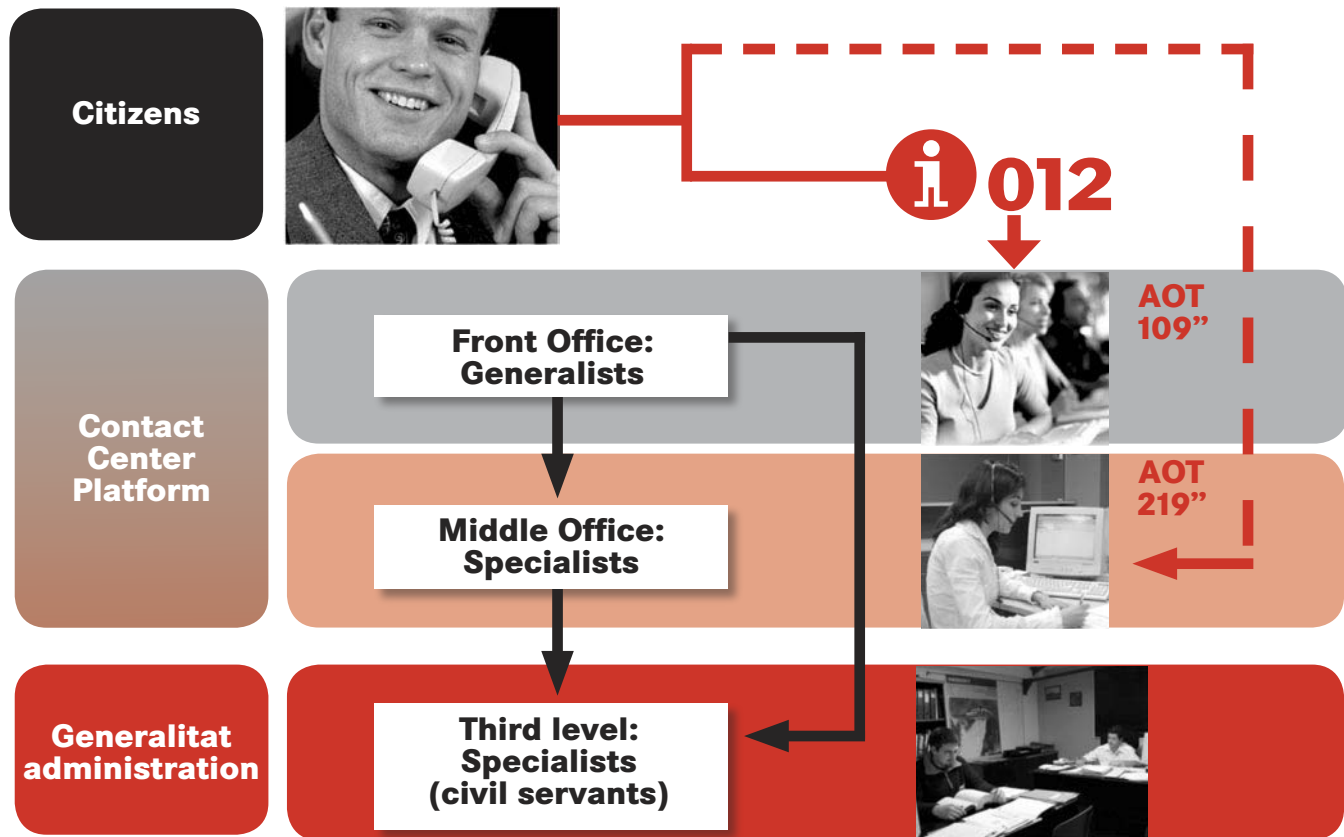 Citizens
012
AOT
109”
Front Office:
Generalists
Contact
Center
Platform
AOT
219”
Middle Office:
Specialists
Generalitat
administration
Third level:
Specialists
(civil servants)